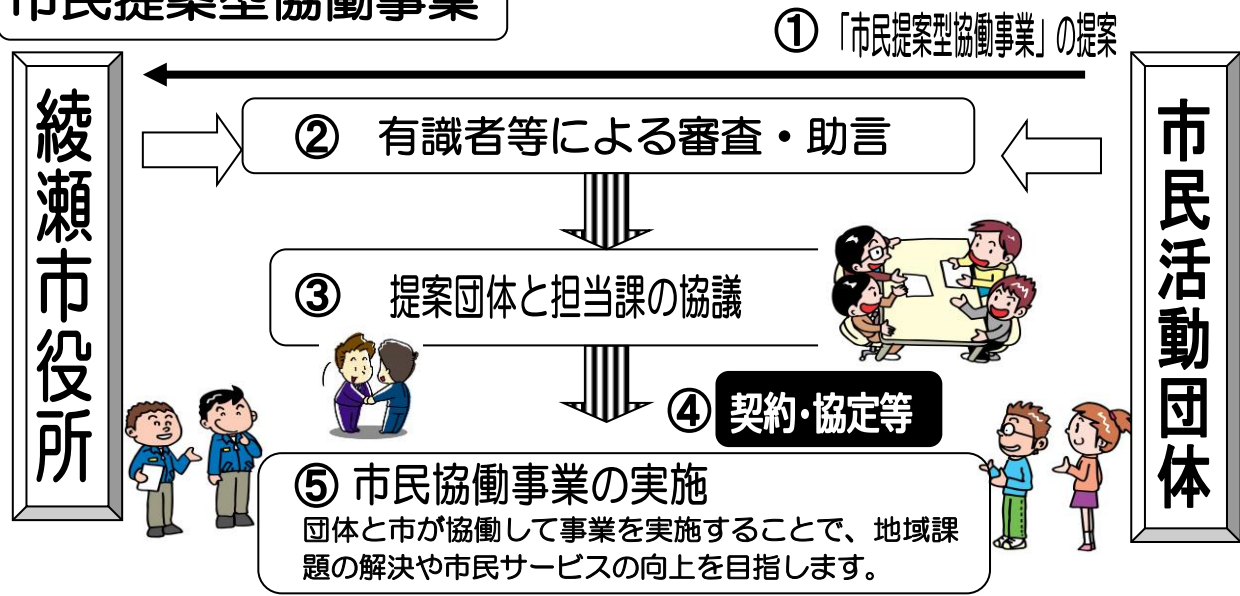 市民提案型協働事業
① 「市民提案型協働事業」の提案
綾瀬市役所
市民活動団体
② 有識者等による審査・助言
③ 提案団体と担当課の協議
④ 契約・協定等
⑤ 市民協働事業の実施
団体と市が協働して事業を実施することで、地域課
題の解決や市民サービスの向上を目指します。